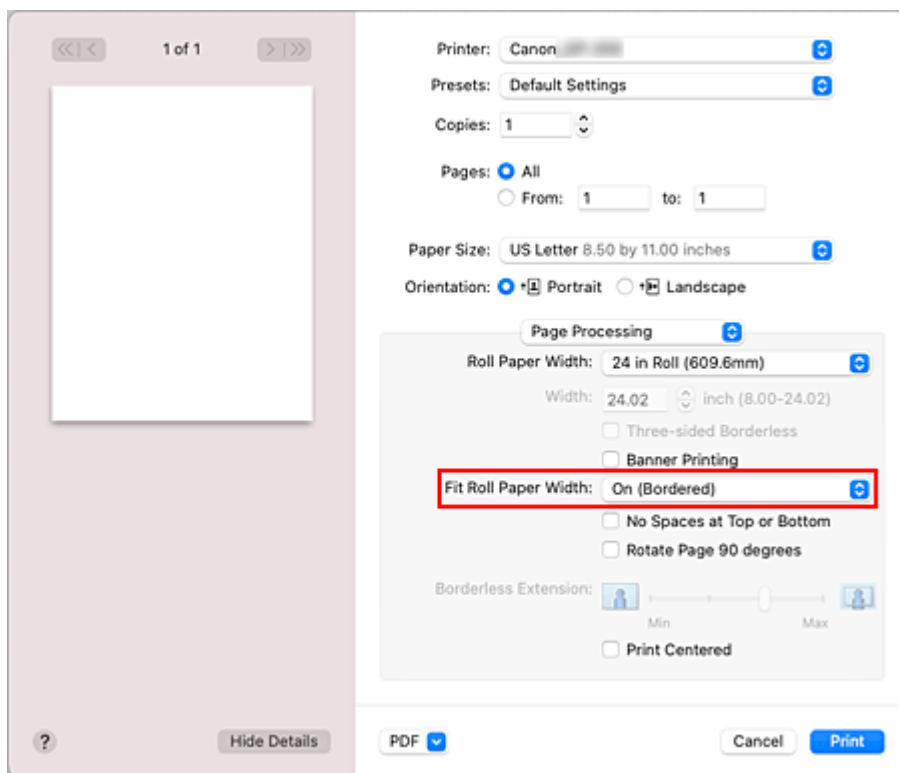 1 of 1
Printer: Canon
Presets: Default Settings
Copies: 1
Pages: All
From: 1 to: 1
Paper Size: US Letter 8.50 by 11.00 inches
Orientation: Portrait Landscape
Page Processing
Roll Paper Width: 24 in Roll (609.6mm)
Width: 24.02 inch (8.00-24.02)
Three-sided Borderless
Banner Printing
Fit Roll Paper Width: On (Bordered)
No Spaces at Top or Bottom
Rotate Page 90 degrees
Borderless Extension:
Min Max
Print Centered
? Hide Details PDF Cancel Print